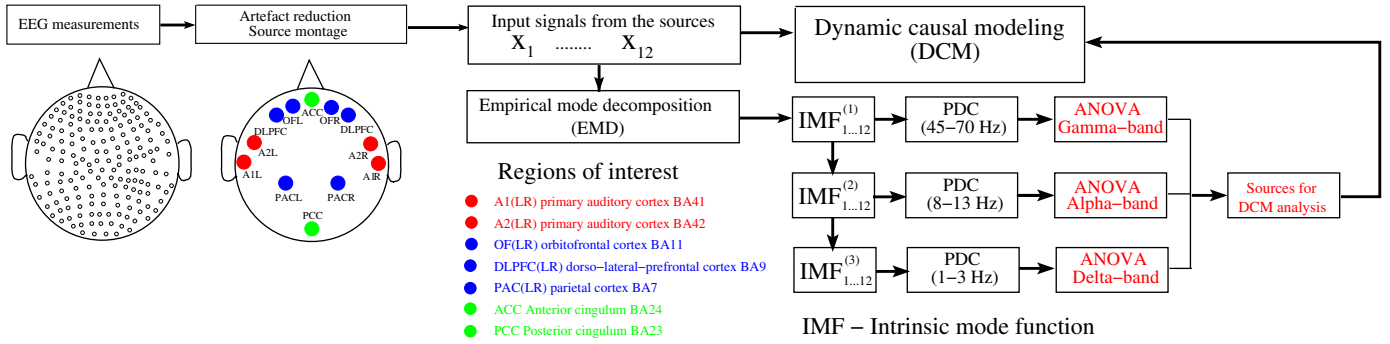 EEG measurements
Artefact reduction
Source montage
Input signals from the sources
X1 ........ X12
Dynamic causal modeling
(DCM)
Empirical mode decomposition
(EMD)
IMF(1)1...12
PDC
(45−70 Hz)
ANOVA
Gamma−band
IMF(2)1...12
PDC
(8−13 Hz)
ANOVA
Alpha−band
Sources for
DCM analysis
IMF(3)1...12
PDC
(1−3 Hz)
ANOVA
Delta−band
IMF − Intrinsic mode function
ACC
OFL
OFR
DLPFC
DLPFC
A2L
A2R
A1L
A1R
PACL
PACR
PCC
Regions of interest
A1(LR) primary auditory cortex BA41
A2(LR) primary auditory cortex BA42
OF(LR) orbitofrontal cortex BA11
DLPFC(LR) dorso−lateral−prefrontal cortex BA9
PAC(LR) parietal cortex BA7
ACC Anterior cingulum BA24
PCC Posterior cingulum BA23